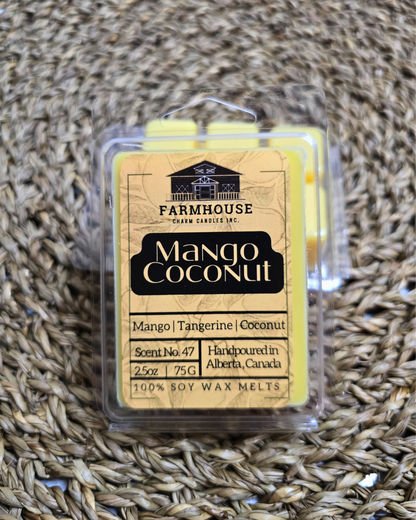 FARMHOUSE
CHARM CANDLES INC.
Mango
Coconut
Mango | Tangerine | Coconut
Scent No. 47
2.5oz | 75G
Handpoured in
Alberta, Canada
100% SOY WAX MELTS